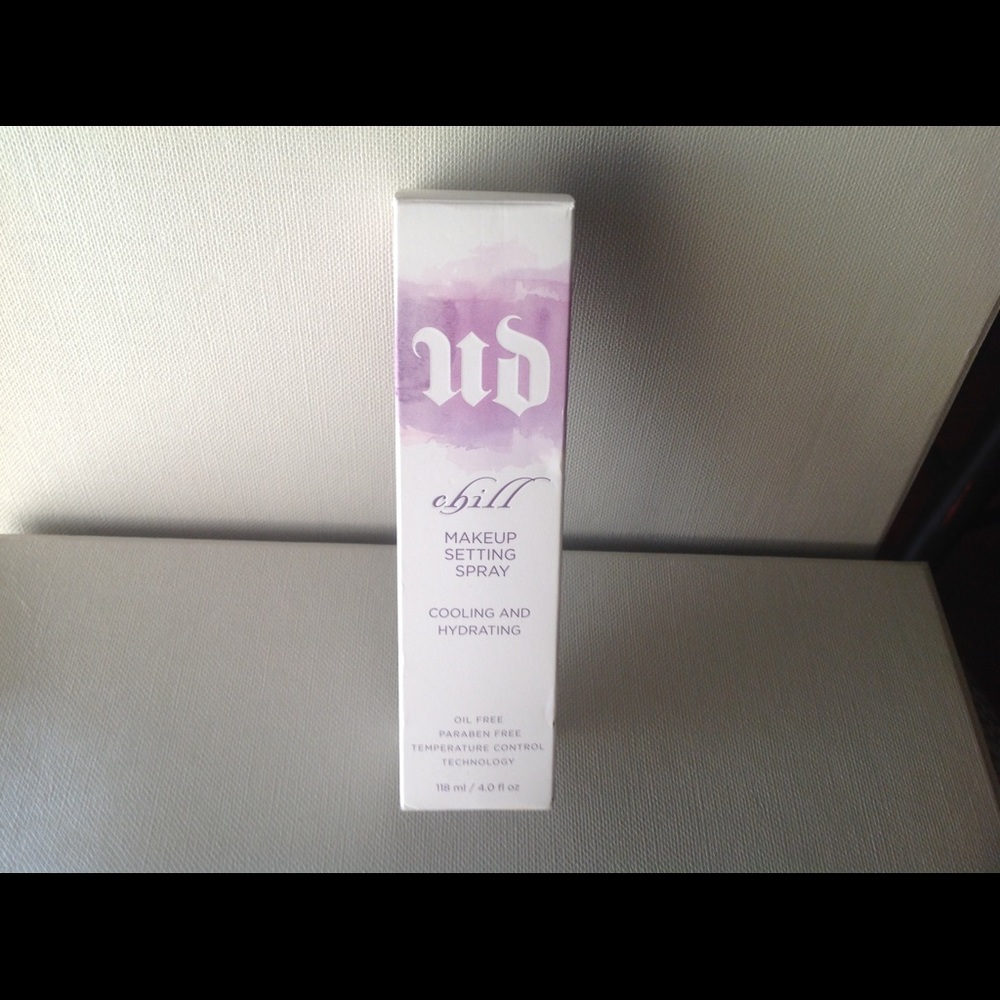 UD
chill
MAKEUP
SETTING
SPRAY
COOLING AND
HYDRATING
OIL FREE
PARABEN FREE
TEMPERATURE CONTROL
TECHNOLOGY
118 ml / 4.0 fl oz